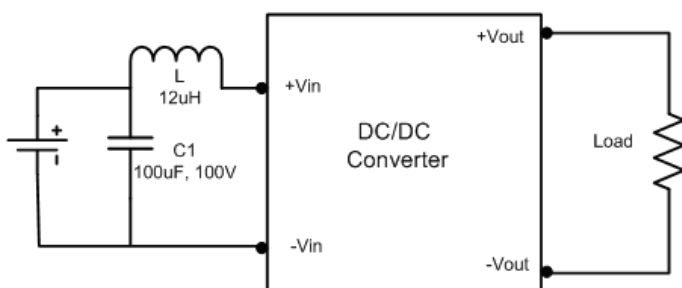 +Vout
L
12uH
+Vin
+
DC/DC
Converter
Load
C1
100uF, 100V
-Vin
-Vout